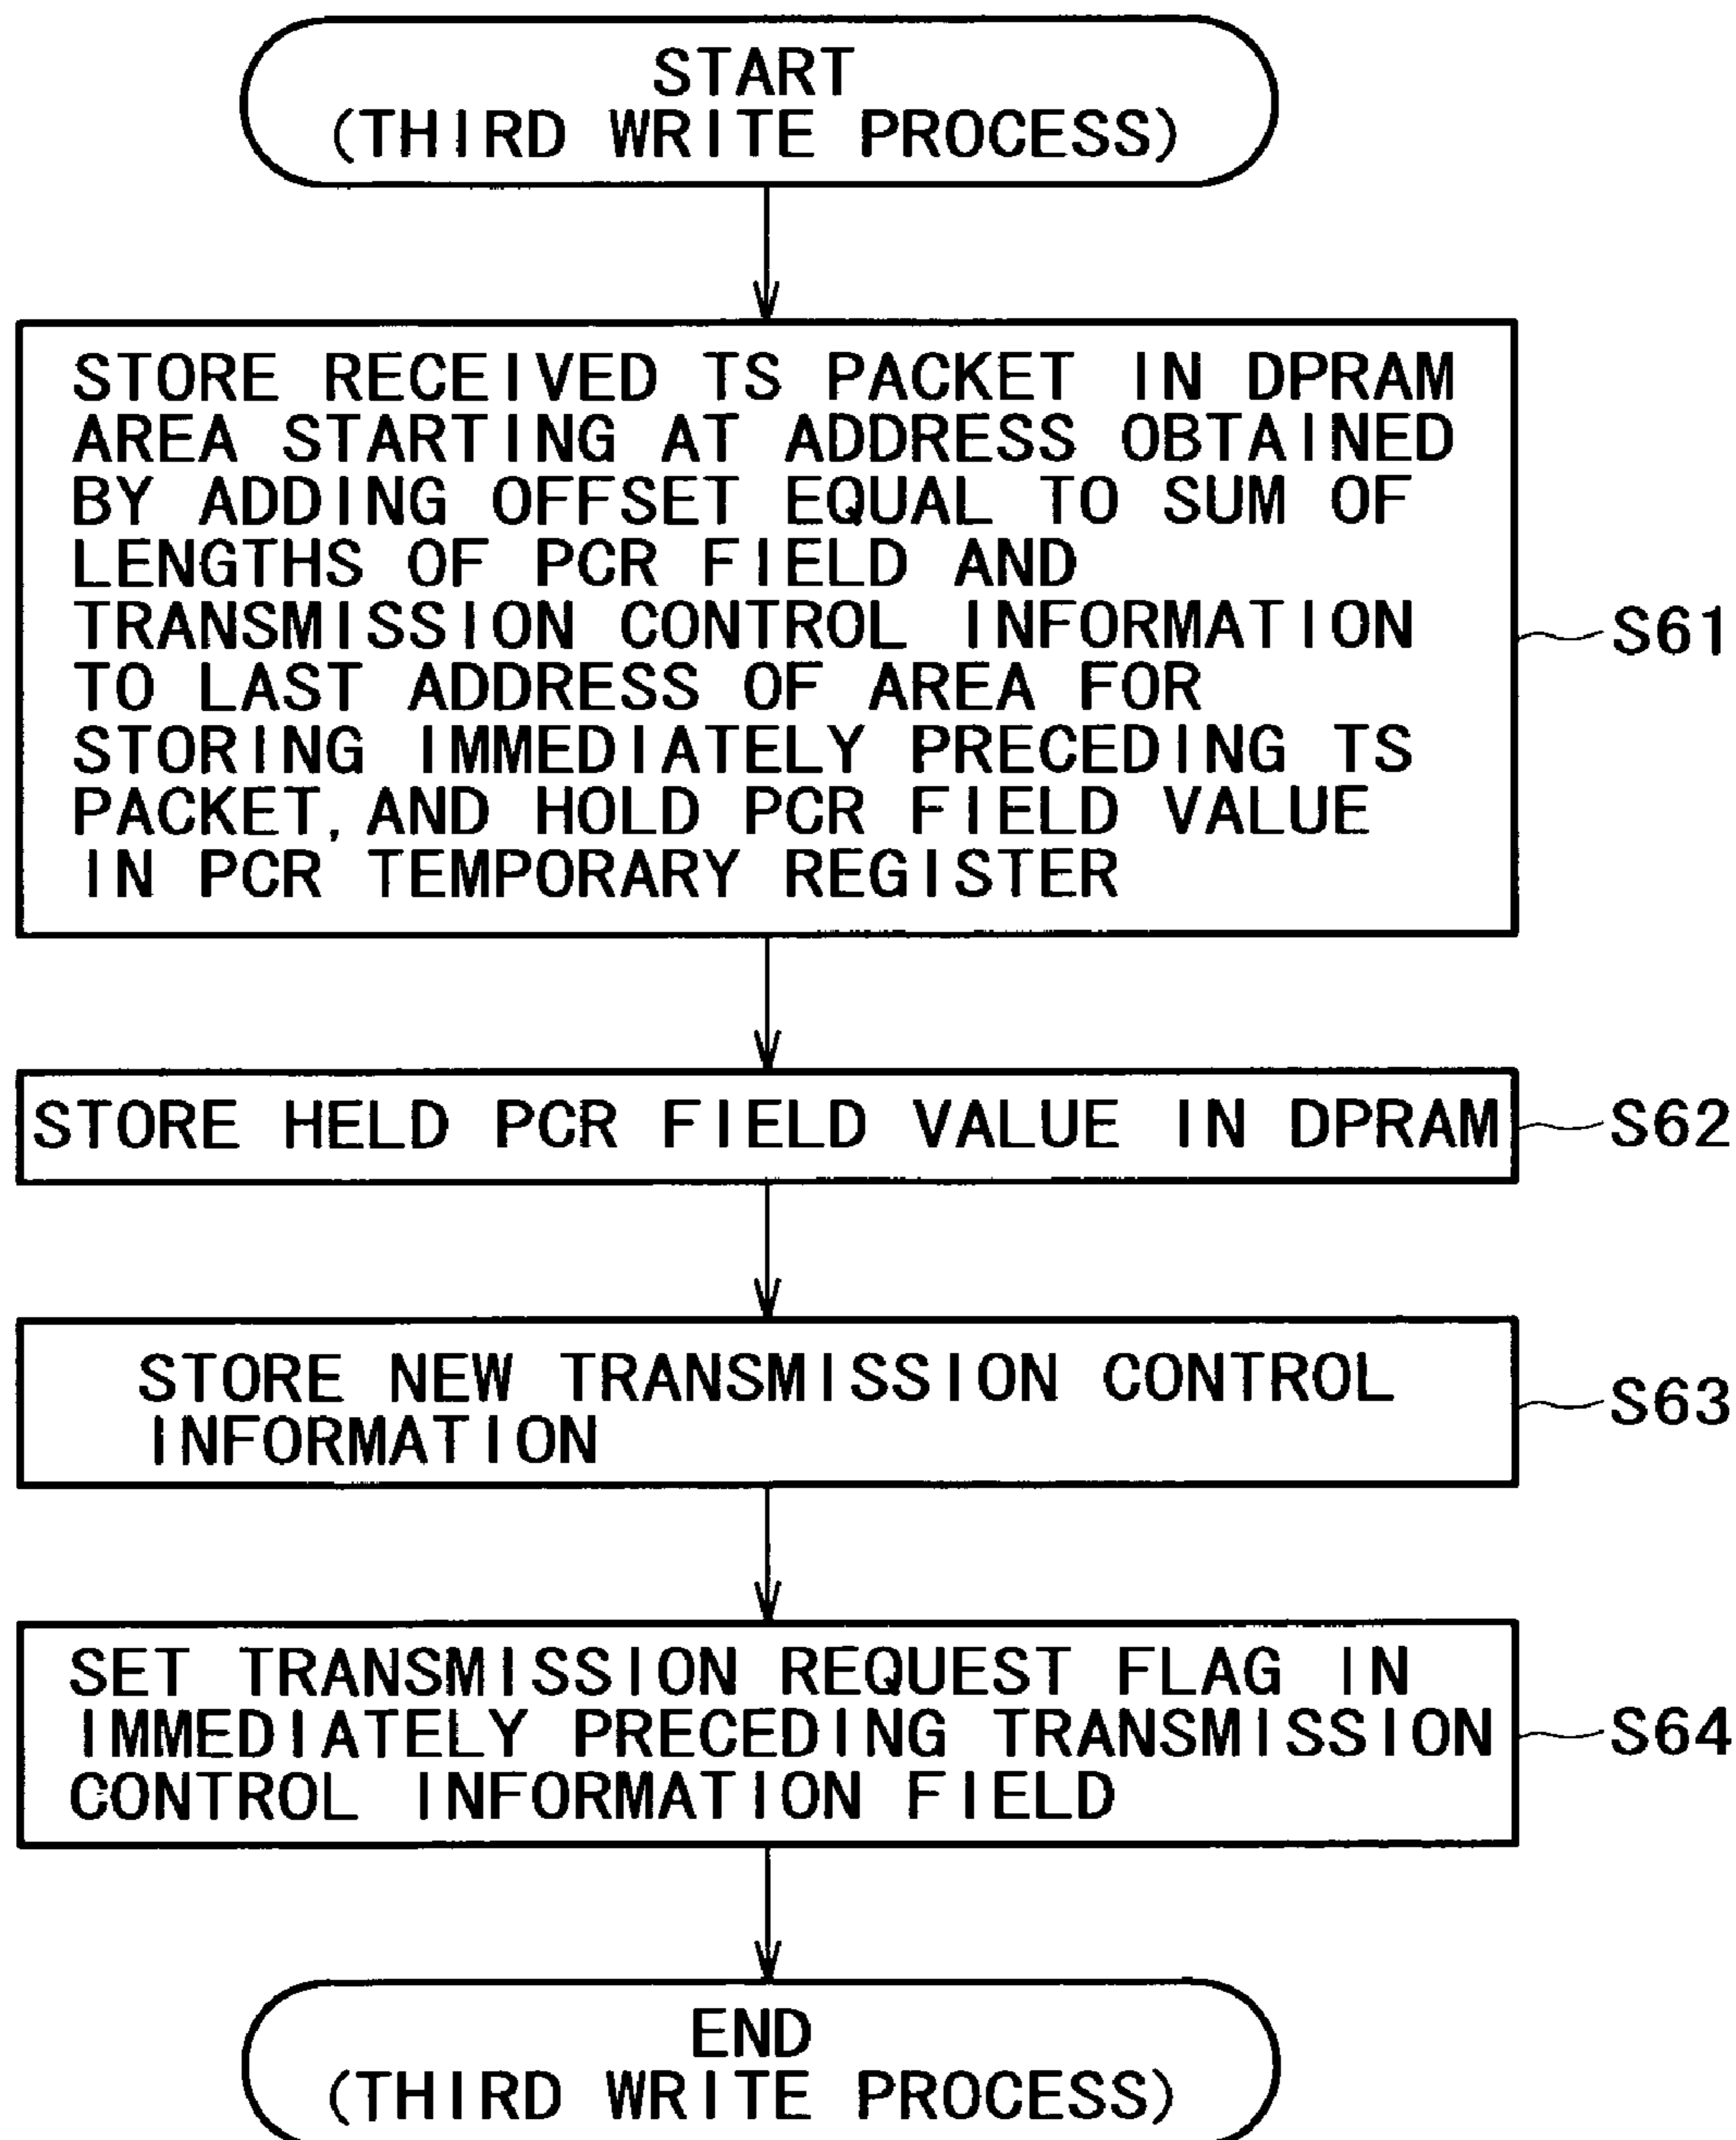 START
(THIRD WRITE PROCESS)
STORE RECEIVED TS PACKET IN DPRAM
AREA STARTING AT ADDRESS OBTAINED
BY ADDING OFFSET EQUAL TO SUM OF
LENGTHS OF PCR FIELD AND
TRANSMISSION CONTROL INFORMATION
TO LAST ADDRESS OF AREA FOR
STORING IMMEDIATELY PRECEDING TS
PACKET, AND HOLD PCR FIELD VALUE
IN PCR TEMPORARY REGISTER
S61
STORE HELD PCR FIELD VALUE IN DPRAM
S62
STORE NEW TRANSMISSION CONTROL
INFORMATION
S63
SET TRANSMISSION REQUEST FLAG IN
IMMEDIATELY PRECEDING TRANSMISSION
CONTROL INFORMATION FIELD
S64
END
(THIRD WRITE PROCESS)